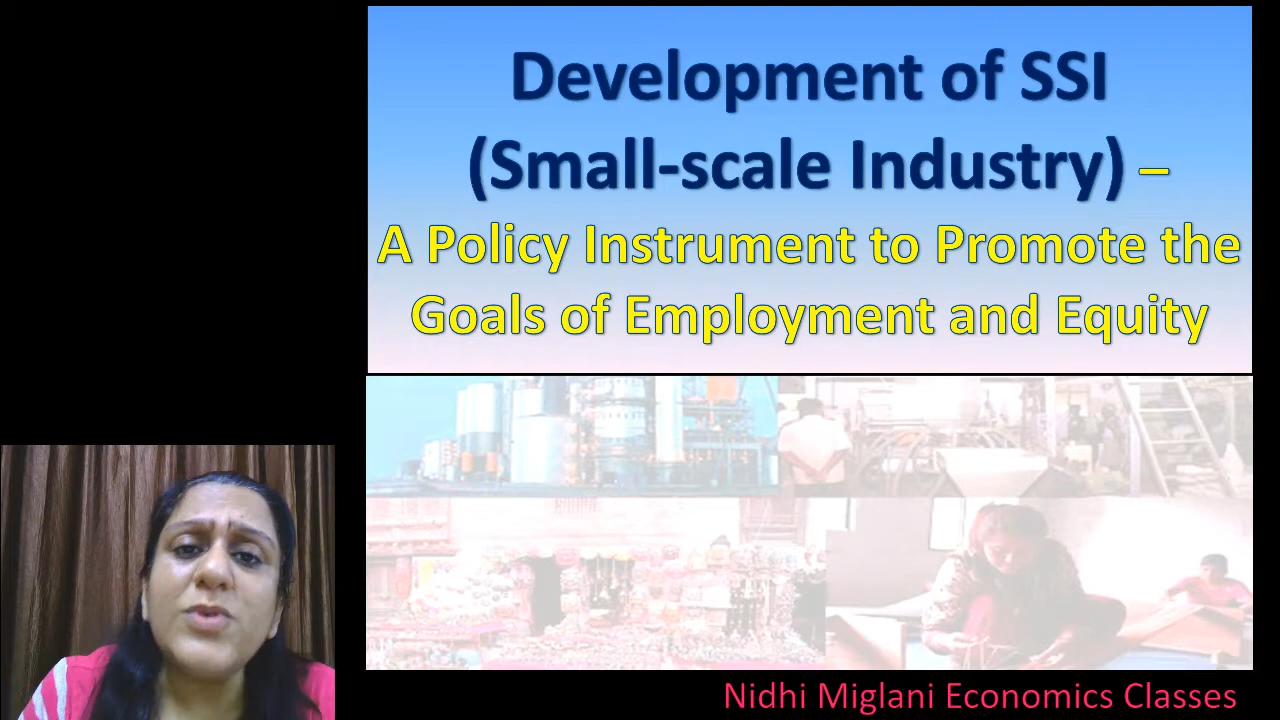 Development of SSI
(Small-scale Industry) –
A Policy Instrument to Promote the
Goals of Employment and Equity
Nidhi Miglani Economics Classes